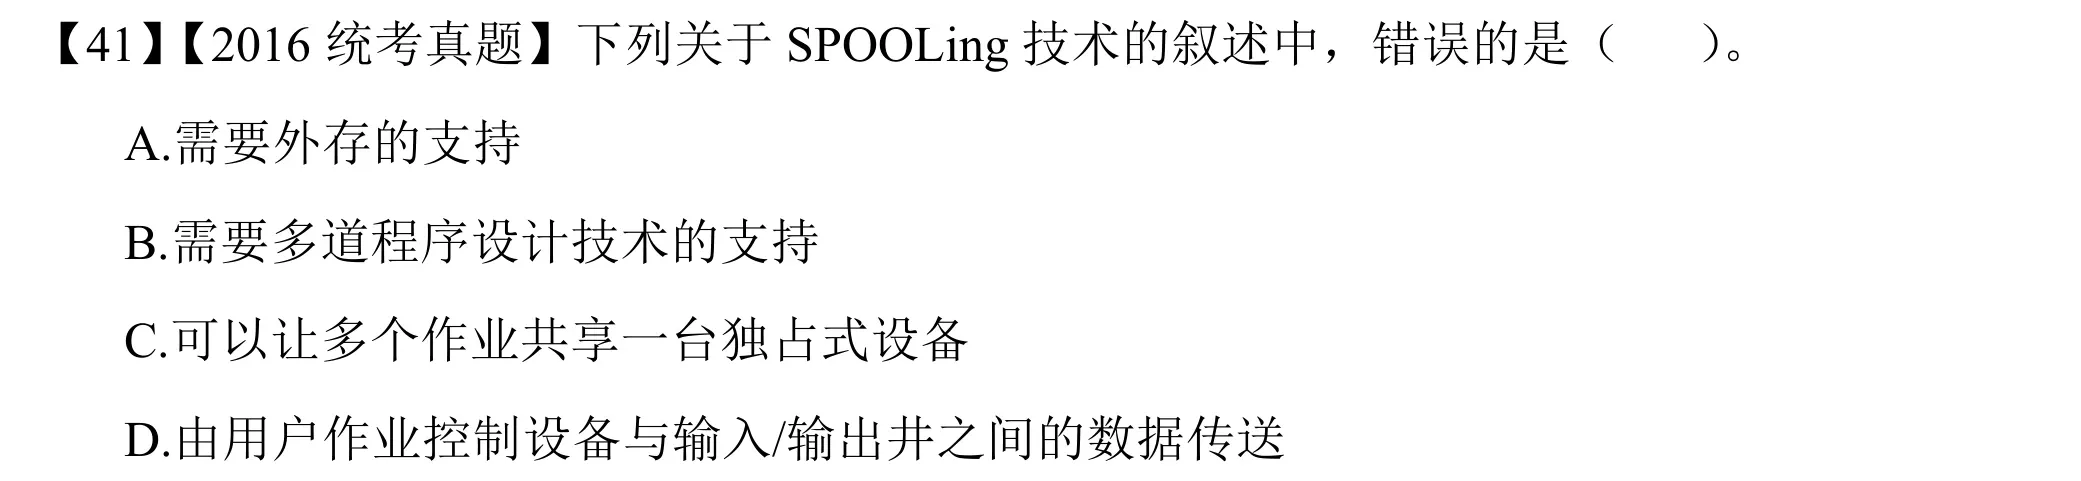 【41】【2016 统考真题】下列关于 SPOOLing 技术的叙述中，错误的是（　　）。
A.需要外存的支持
B.需要多道程序设计技术的支持
C.可以让多个作业共享一台独占式设备
D.由用户作业控制设备与输入/输出井之间的数据传送